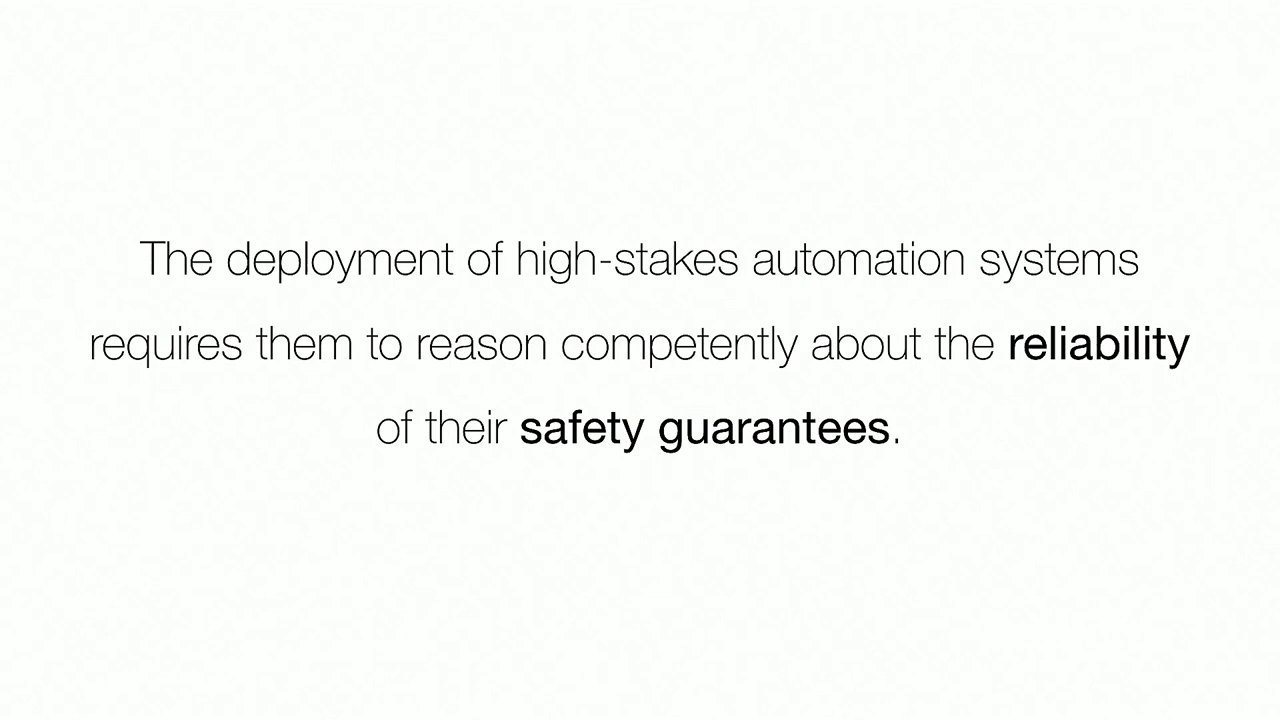 The deployment of high-stakes automation systems
requires them to reason competently about the reliability
of their safety guarantees.